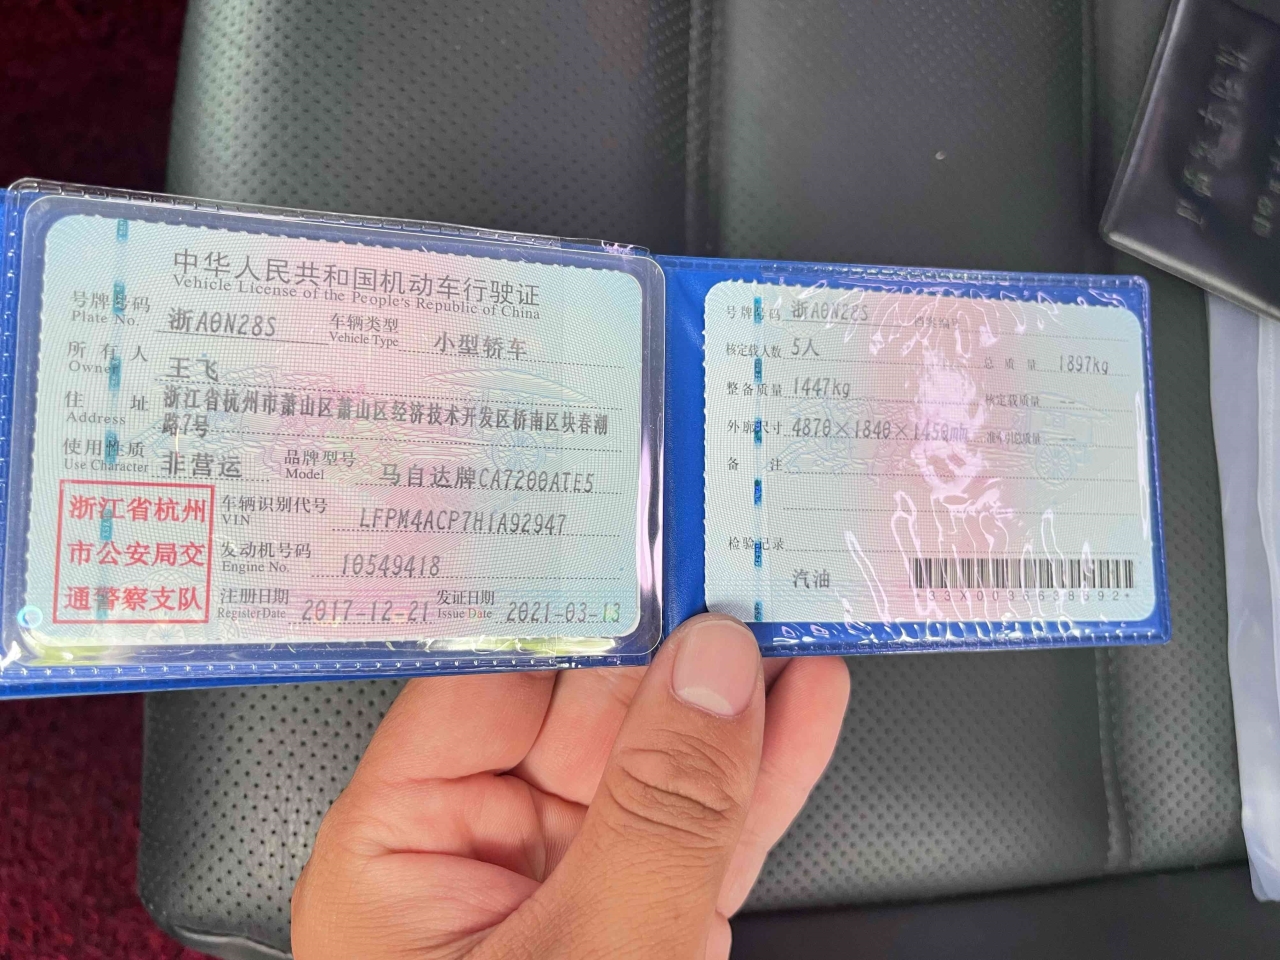 中华人民共和国机动车行驶证
Vehicle License of the People's Republic of China
号牌号码 浙A0N28S 车辆类型 小型轿车
Plate No. Vehicle Type
所有人 王飞
Owner
住址 浙江省杭州市萧山区萧山区经济技术开发区桥南区块春潮
Address 路7号
使用性质 非营运 品牌型号 马自达牌CA7200ATE5
Use Character Model
浙江省杭州
市公安局交
通警察支队
车辆识别代号 LFPM4ACP7H1A92947
VIN
发动机号码 10549418
Engine No.
注册日期 2017-12-21 发证日期 2021-03-13
Register Date Issue Date
号牌号码 浙A0N28S
核定载人数 5人 总质量 1897kg
整备质量 1447kg 核定载质量 --
外廓尺寸 4870×1840×1450mm 准牵引总质量 --
备注
检验记录
汽油